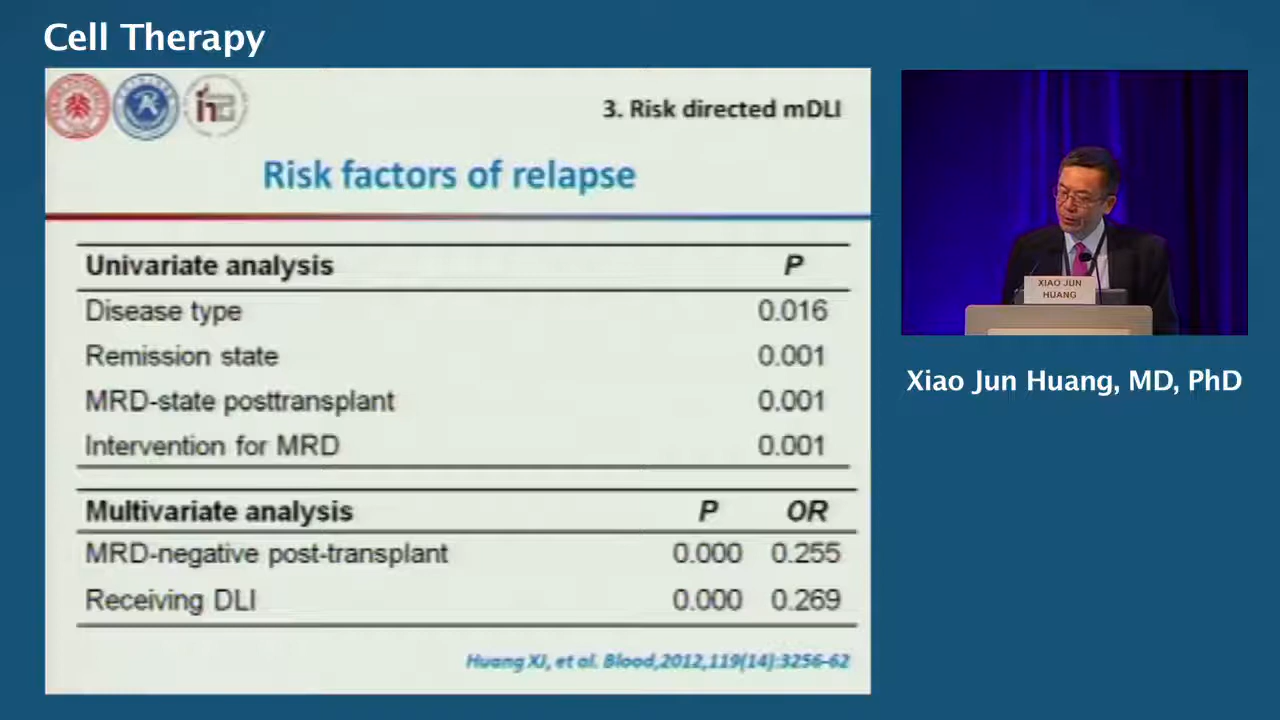 Cell Therapy
3. Risk directed mDLI
Risk factors of relapse
Univariate analysis P
Disease type 0.016
Remission state 0.001
MRD-state posttransplant 0.001
Intervention for MRD 0.001
Multivariate analysis P OR
MRD-negative post-transplant 0.000 0.255
Receiving DLI 0.000 0.269
Huang XJ, et al. Blood,2012,119(14):3256-62
XIAO JUN
HUANG
Xiao Jun Huang, MD, PhD